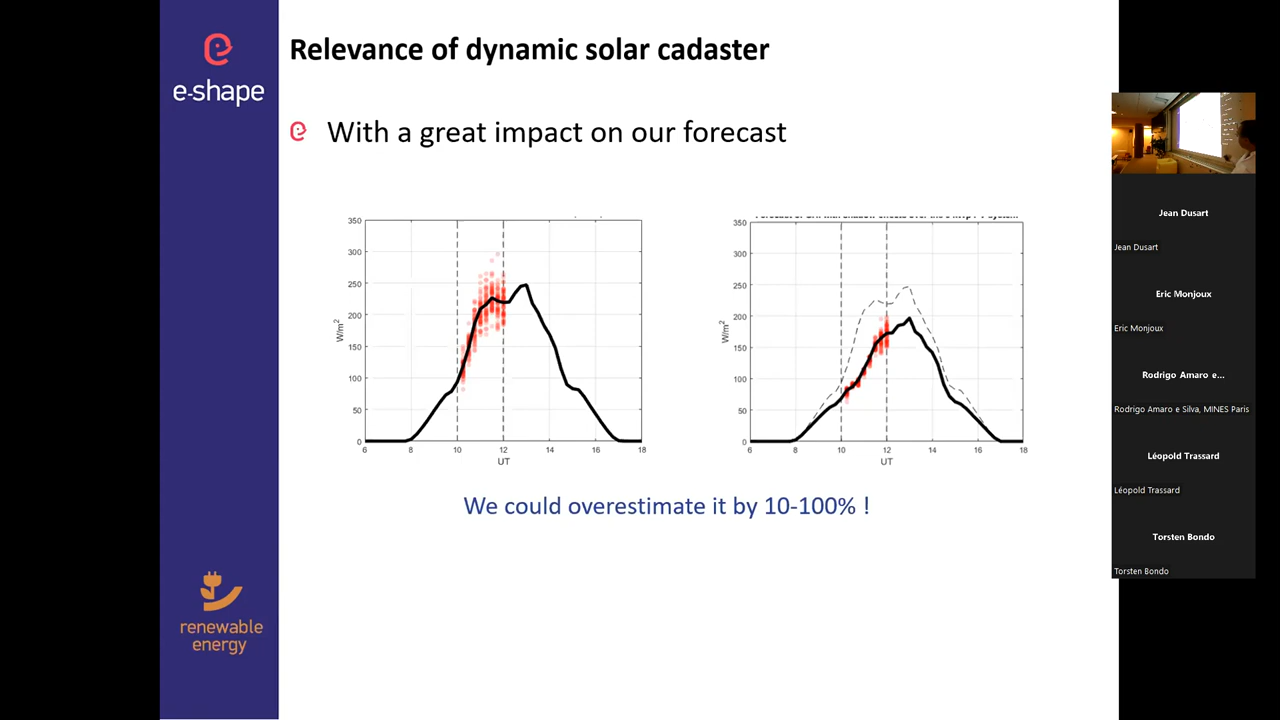 e-shape
Relevance of dynamic solar cadaster
With a great impact on our forecast
350
300
250
200
150
100
50
0
W/m²
6 8 10 12 14 16 18
UT
350
300
250
200
150
100
50
0
W/m²
6 8 10 12 14 16 18
UT
We could overestimate it by 10-100% !
renewable
energy
Jean Dusart
Jean Dusart
Eric Monjoux
Eric Monjoux
Rodrigo Amaro e...
Rodrigo Amaro e Silva, MINES Paris
Léopold Trassard
Léopold Trassard
Torsten Bondo
Torsten Bondo